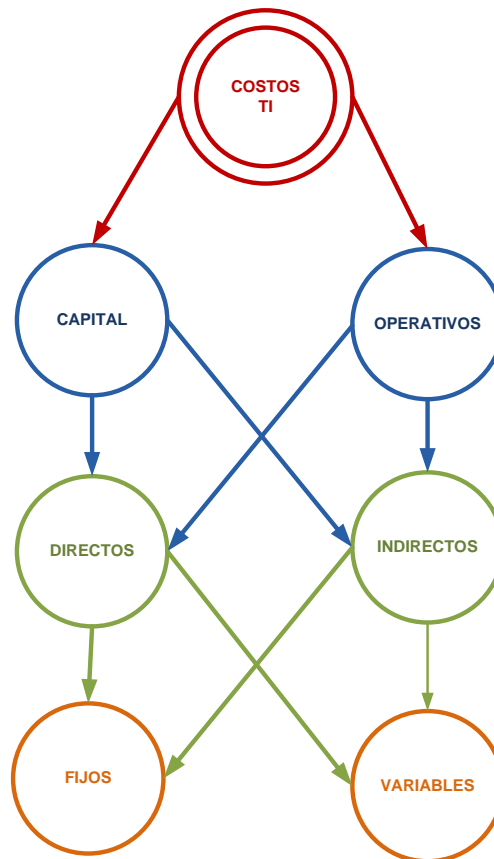 COSTOS
TI
CAPITAL
OPERATIVOS
DIRECTOS
INDIRECTOS
FIJOS
VARIABLES